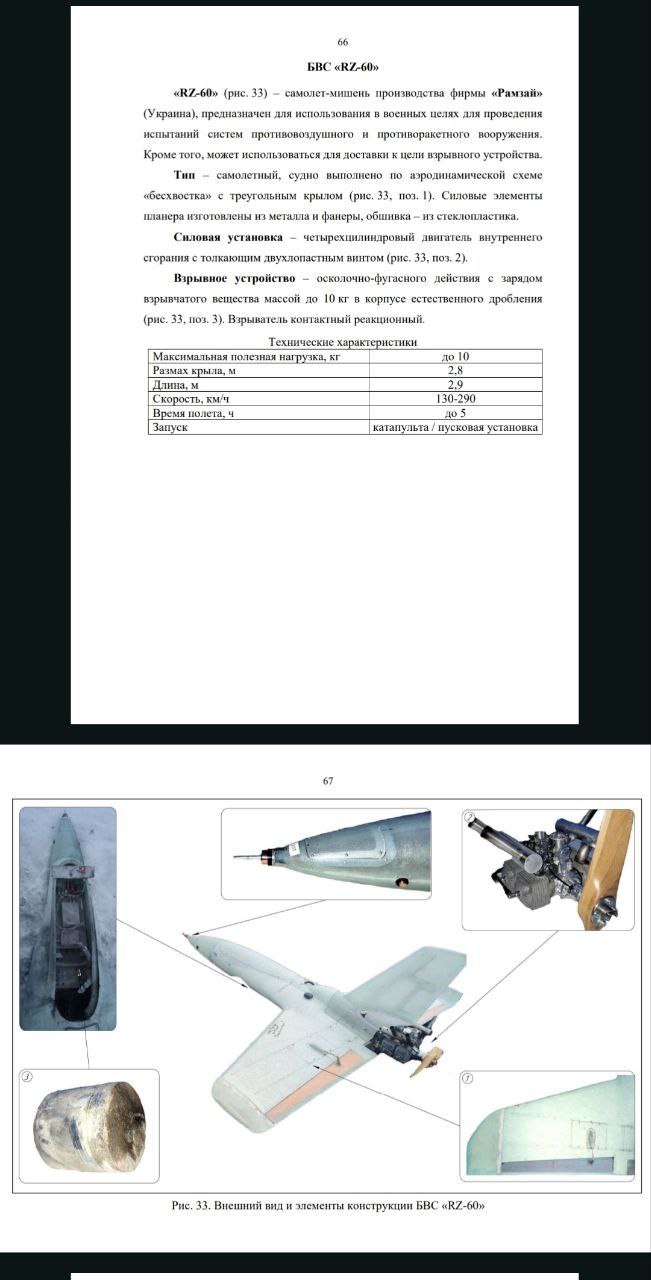 66
БВС «RZ-60»
«RZ-60» (рис. 33) – самолет-мишень производства фирмы «Рамзай»
(Украина), предназначен для использования в военных целях для проведения
испытаний систем противовоздушного и противоракетного вооружения.
Кроме того, может использоваться для доставки к цели взрывного устройства.
Тип – самолетный, судно выполнено по аэродинамической схеме
«бесхвостка» с треугольным крылом (рис. 33, поз. 1). Силовые элементы
планера изготовлены из металла и фанеры, обшивка – из стеклопластика.
Силовая установка – четырехцилиндровый двигатель внутреннего
сгорания с толкающим двухлопастным винтом (рис. 33, поз. 2).
Взрывное устройство – осколочно-фугасного действия с зарядом
взрывчатого вещества массой до 10 кг в корпусе естественного дробления
(рис. 33, поз. 3). Взрыватель контактный реакционный.
Технические характеристики
Максимальная полезная нагрузка, кг до 10
Размах крыла, м 2,8
Длина, м 2,9
Скорость, км/ч 130-290
Время полета, ч до 5
Запуск катапульта / пусковая установка
67
2
3
1
Рис. 33. Внешний вид и элементы конструкции БВС «RZ-60»